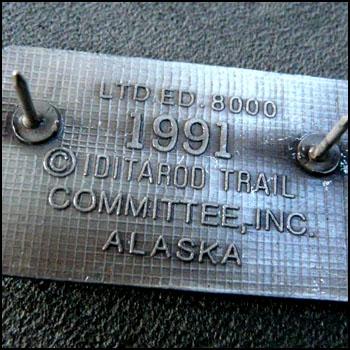 LTD.ED.8000
1991
© IDITAROD TRAIL
COMMITTEE, INC.
ALASKA